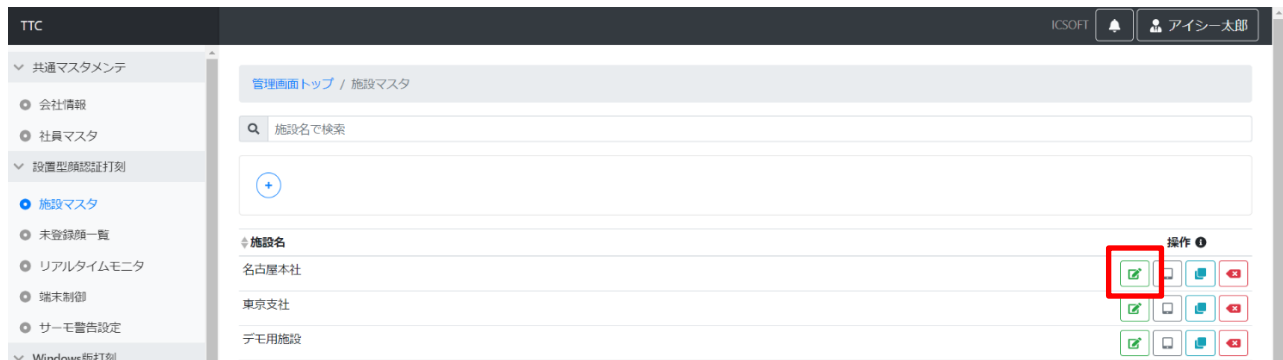 TTC
ICSOFT
アイシー太郎
共通マスタメンテ
会社情報
社員マスタ
設置型顔認証打刻
施設マスタ
未登録顔一覧
リアルタイムモニタ
端末制御
サーモ警告設定
Windows版打刻
管理画面トップ / 施設マスタ
施設名で検索
施設名 操作
名古屋本社
東京支社
デモ用施設